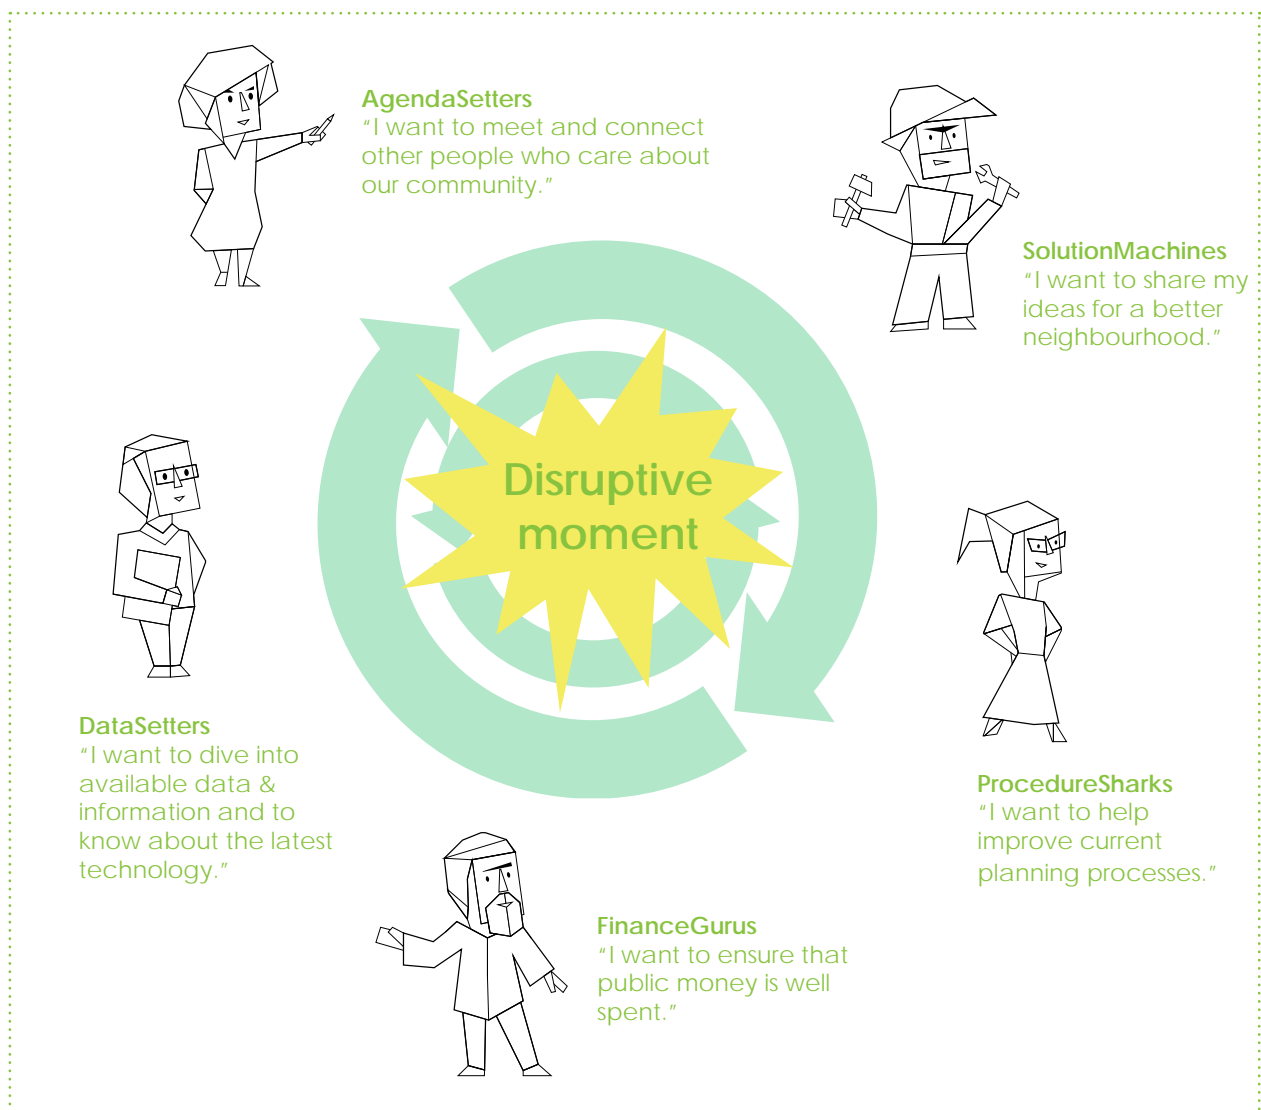 AgendaSetters
"I want to meet and connect
other people who care about
our community."
SolutionMachines
"I want to share my
ideas for a better
neighbourhood."
Disruptive
moment
DataSetters
"I want to dive into
available data &
information and to
know about the latest
technology."
ProcedureSharks
"I want to help
improve current
planning processes."
FinanceGurus
"I want to ensure that
public money is well
spent."